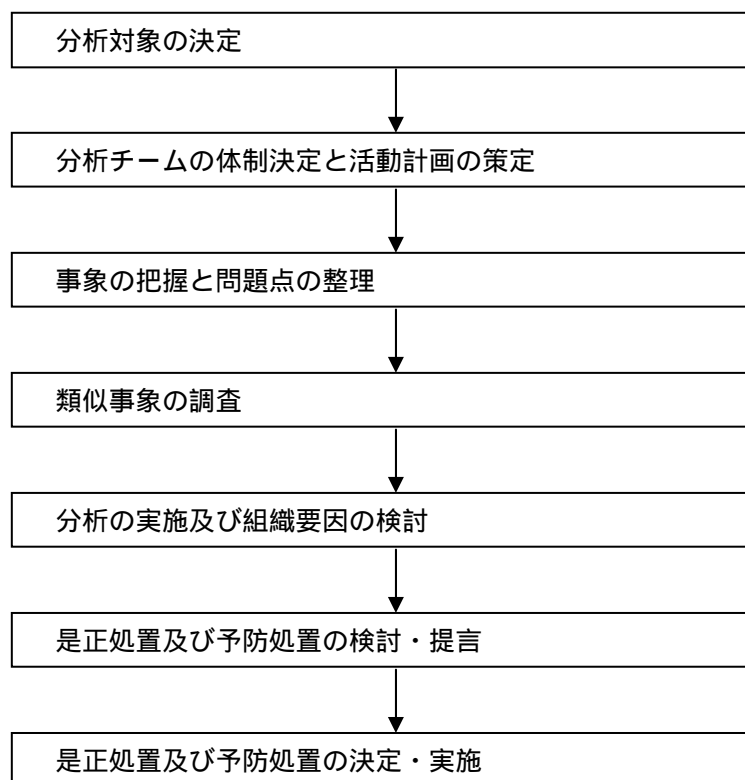 分析対象の決定
分析チームの体制決定と活動計画の策定
事象の把握と問題点の整理
類似事象の調査
分析の実施及び組織要因の検討
是正処置及び予防処置の検討・提言
是正処置及び予防処置の決定・実施